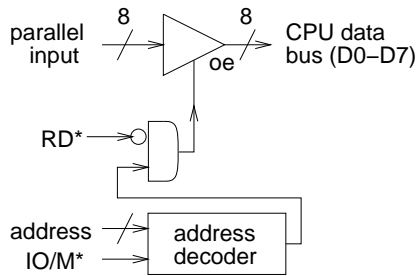 8
8
parallel
input
oe
CPU data
bus (D0–D7)
RD*
address
IO/M*
address
decoder